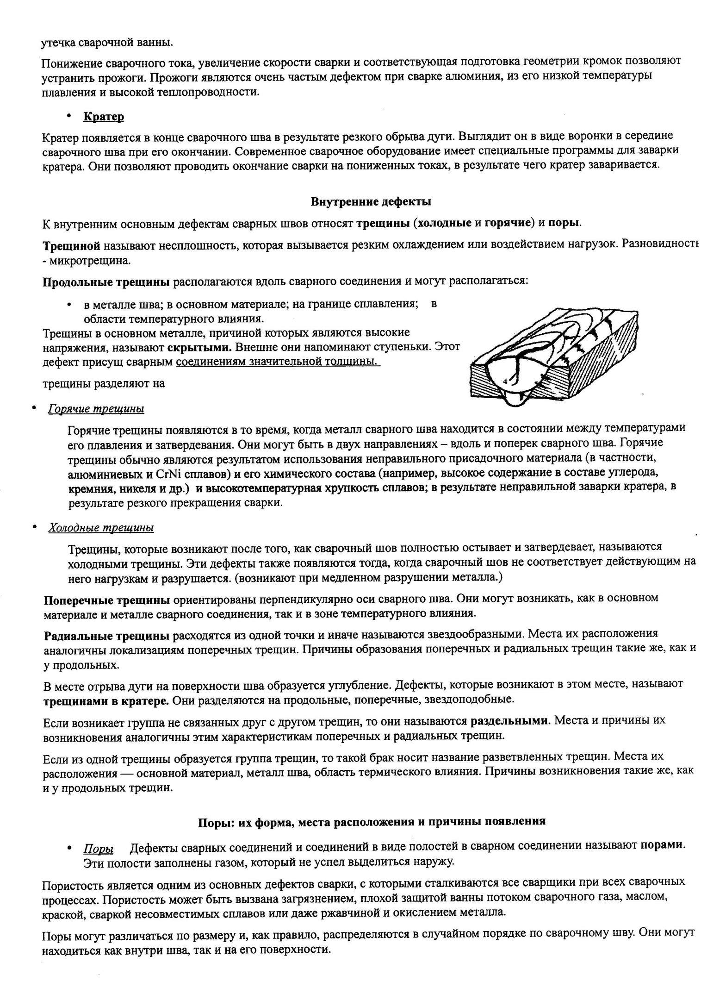 утечка сварочной ванны.
Понижение сварочного тока, увеличение скорости сварки и соответствующая подготовка геометрии кромок позволяют
устранить прожоги. Прожоги являются очень частым дефектом при сварке алюминия, из его низкой температуры
плавления и высокой теплопроводности.
• Кратер
Кратер появляется в конце сварочного шва в результате резкого обрыва дуги. Выглядит он в виде воронки в середине
сварочного шва при его окончании. Современное сварочное оборудование имеет специальные программы для заварки
кратера. Они позволяют проводить окончание сварки на пониженных токах, в результате чего кратер заваривается.
Внутренние дефекты
К внутренним основным дефектам сварных швов относят трещины (холодные и горячие) и поры.
Трещиной называют несплошность, которая вызывается резким охлаждением или воздействием нагрузок. Разновидность
- микротрещина.
Продольные трещины располагаются вдоль сварного соединения и могут располагаться:
• в металле шва; в основном материале; на границе сплавления; в
области температурного влияния.
Трещины в основном металле, причиной которых являются высокие
напряжения, называют скрытыми. Внешне они напоминают ступеньки. Этот
дефект присущ сварным соединениям значительной толщины.
4
трещины разделяют на
• Горячие трещины
Горячие трещины появляются в то время, когда металл сварного шва находится в состоянии между температурами
его плавления и затвердевания. Они могут быть в двух направлениях – вдоль и поперек сварного шва. Горячие
трещины обычно являются результатом использования неправильного присадочного материала (в частности,
алюминиевых и CrNi сплавов) и его химического состава (например, высокое содержание в составе углерода,
кремния, никеля и др.) и высокотемпературная хрупкость сплавов; в результате неправильной заварки кратера, в
результате резкого прекращения сварки.
• Холодные трещины
Трещины, которые возникают после того, как сварочный шов полностью остывает и затвердевает, называются
холодными трещины. Эти дефекты также появляются тогда, когда сварочный шов не соответствует действующим на
него нагрузкам и разрушается. (возникают при медленном разрушении металла.)
Поперечные трещины ориентированы перпендикулярно оси сварного шва. Они могут возникать, как в основном
материале и металле сварного соединения, так и в зоне температурного влияния.
Радиальные трещины расходятся из одной точки и иначе называются звездообразными. Места их расположения
аналогичны локализациям поперечных трещин. Причины образования поперечных и радиальных трещин такие же, как и
у продольных.
В месте отрыва дуги на поверхности шва образуется углубление. Дефекты, которые возникают в этом месте, называют
трещинами в кратере. Они разделяются на продольные, поперечные, звездоподобные.
Если возникает группа не связанных друг с другом трещин, то они называются раздельными. Места и причины их
возникновения аналогичны этим характеристикам поперечных и радиальных трещин.
Если из одной трещины образуется группа трещин, то такой брак носит название разветвленных трещин. Места их
расположения — основной материал, металл шва, область термического влияния. Причины возникновения такие же, как
и у продольных трещин.
Поры: их форма, места расположения и причины появления
• Поры Дефекты сварных соединений и соединений в виде полостей в сварном соединении называют порами.
Эти полости заполнены газом, который не успел выделиться наружу.
Пористость является одним из основных дефектов сварки, с которыми сталкиваются все сварщики при всех сварочных
процессах. Пористость может быть вызвана загрязнением, плохой защитой ванны потоком сварочного газа, маслом,
краской, сваркой несовместимых сплавов или даже ржавчиной и окислением металла.
Поры могут различаться по размеру и, как правило, распределяются в случайном порядке по сварочному шву. Они могут
находиться как внутри шва, так и на его поверхности.